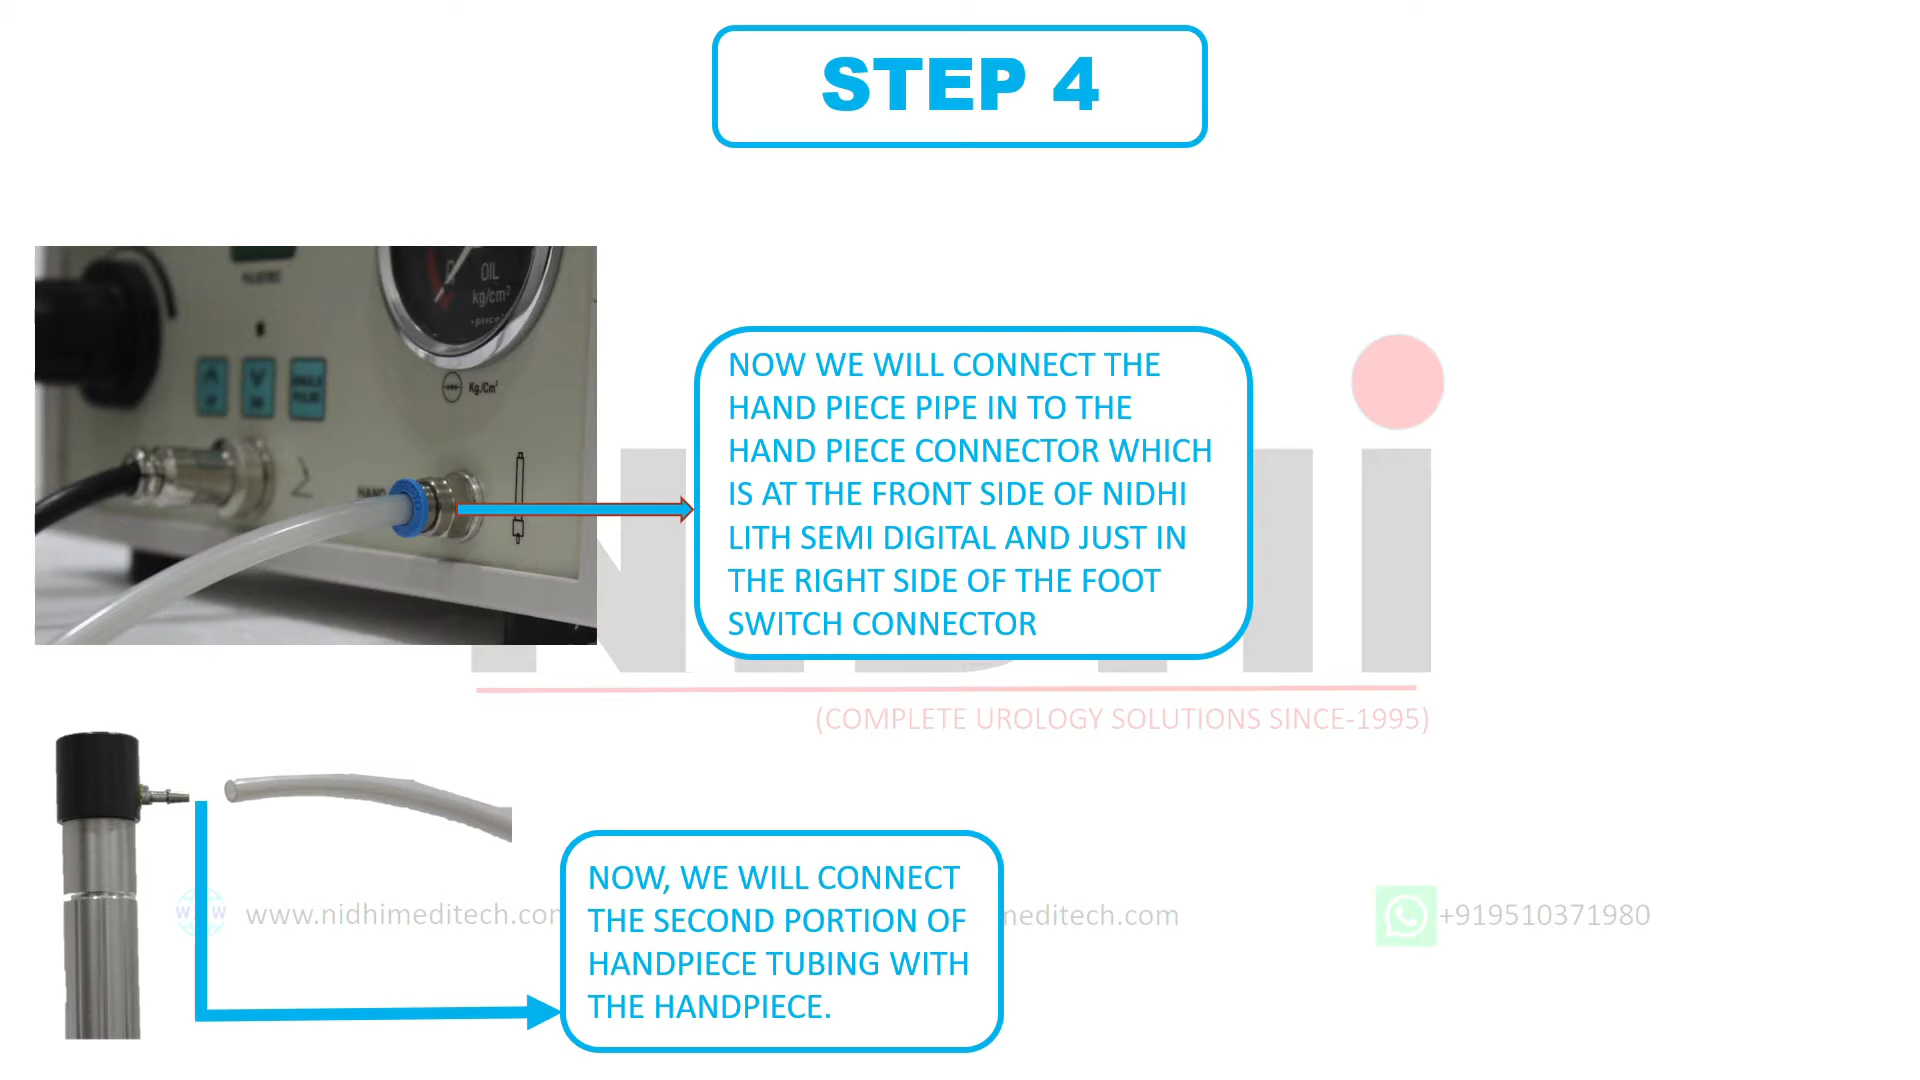 STEP 4
OIL
kg/cm²
Kg./Cm²
SINGLE
PULSE
HAND
NOW WE WILL CONNECT THE
HAND PIECE PIPE IN TO THE
HAND PIECE CONNECTOR WHICH
IS AT THE FRONT SIDE OF NIDHI
LITH SEMI DIGITAL AND JUST IN
THE RIGHT SIDE OF THE FOOT
SWITCH CONNECTOR
(COMPLETE UROLOGY SOLUTIONS SINCE-1995)
NOW, WE WILL CONNECT
THE SECOND PORTION OF
HANDPIECE TUBING WITH
THE HANDPIECE.
www.nidhimeditech.com
meditech.com
+919510371980